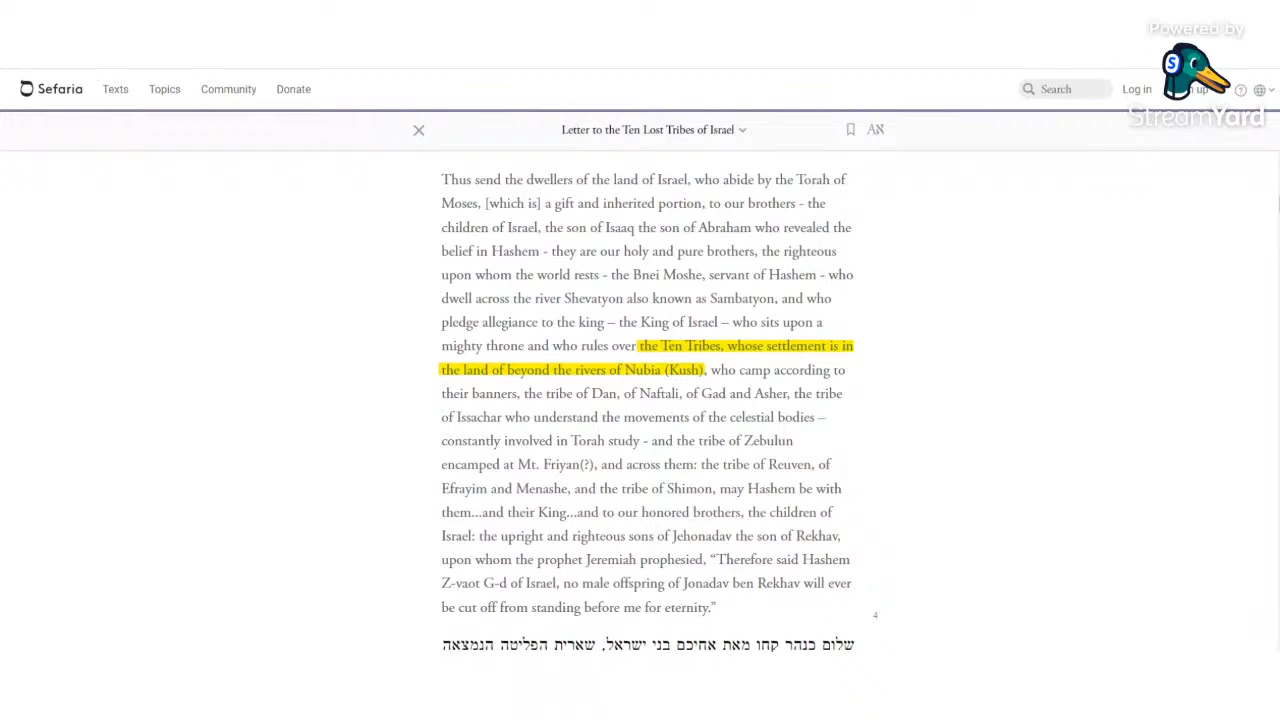 Powered by
StreamYard
Sefaria Texts Topics Community Donate Search Log in up
Letter to the Ten Lost Tribes of Israel
Aא
Thus send the dwellers of the land of Israel, who abide by the Torah of
Moses, [which is] a gift and inherited portion, to our brothers - the
children of Israel, the son of Isaaq the son of Abraham who revealed the
belief in Hashem - they are our holy and pure brothers, the righteous
upon whom the world rests - the Bnei Moshe, servant of Hashem - who
dwell across the river Shevatyon also known as Sambatyon, and who
pledge allegiance to the king – the King of Israel – who sits upon a
mighty throne and who rules over the Ten Tribes, whose settlement is in
the land of beyond the rivers of Nubia (Kush), who camp according to
their banners, the tribe of Dan, of Naftali, of Gad and Asher, the tribe
of Issachar who understand the movements of the celestial bodies –
constantly involved in Torah study - and the tribe of Zebulun
encamped at Mt. Friyan(?), and across them: the tribe of Reuven, of
Efrayim and Menashe, and the tribe of Shimon, may Hashem be with
them...and their King...and to our honored brothers, the children of
Israel: the upright and righteous sons of Jehonadav the son of Rekhav,
upon whom the prophet Jeremiah prophesied, “Therefore said Hashem
Z-vaot G-d of Israel, no male offspring of Jonadav ben Rekhav will ever
be cut off from standing before me for eternity.”
4
שלום כנהר קחו מאת אחיכם בני ישראל, שארית הפליטה הנמצאה